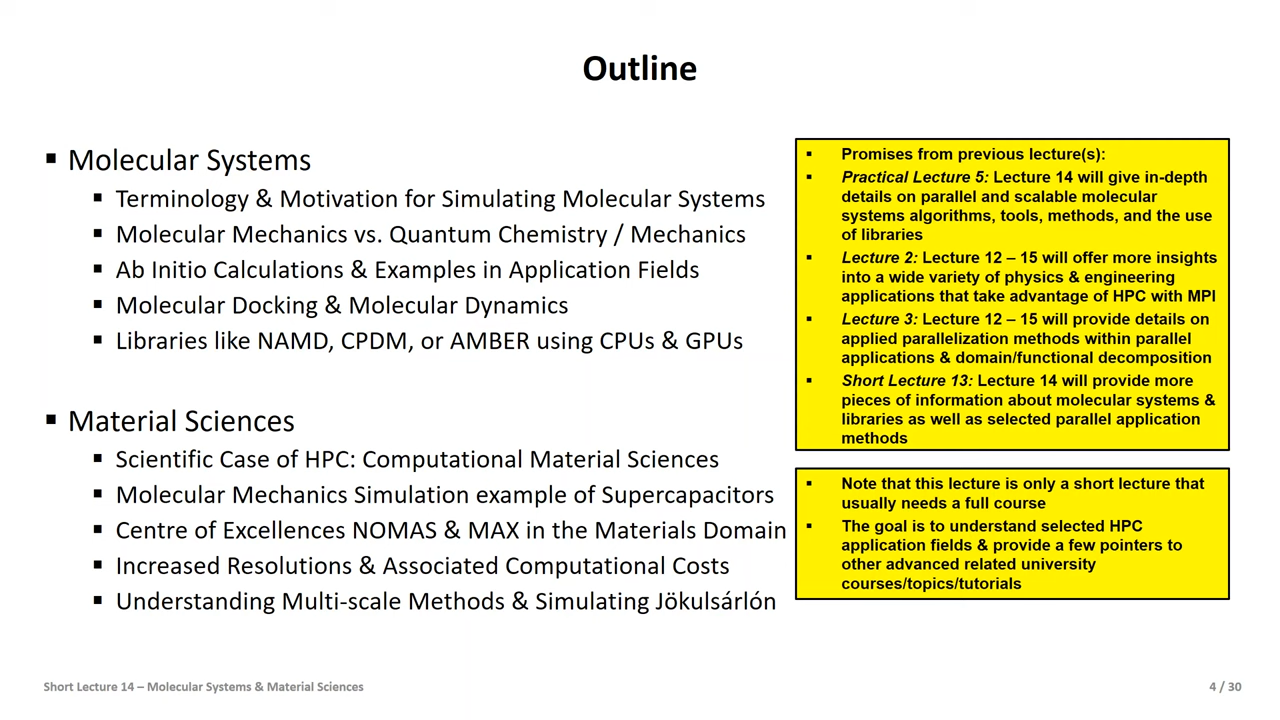 Outline
▪ Molecular Systems
▪ Terminology & Motivation for Simulating Molecular Systems
▪ Molecular Mechanics vs. Quantum Chemistry / Mechanics
▪ Ab Initio Calculations & Examples in Application Fields
▪ Molecular Docking & Molecular Dynamics
▪ Libraries like NAMD, CPDM, or AMBER using CPUs & GPUs
▪ Material Sciences
▪ Scientific Case of HPC: Computational Material Sciences
▪ Molecular Mechanics Simulation example of Supercapacitors
▪ Centre of Excellences NOMAS & MAX in the Materials Domain
▪ Increased Resolutions & Associated Computational Costs
▪ Understanding Multi-scale Methods & Simulating Jökulsárlón
▪ Promises from previous lecture(s):
▪ Practical Lecture 5: Lecture 14 will give in-depth
details on parallel and scalable molecular
systems algorithms, tools, methods, and the use
of libraries
▪ Lecture 2: Lecture 12 – 15 will offer more insights
into a wide variety of physics & engineering
applications that take advantage of HPC with MPI
▪ Lecture 3: Lecture 12 – 15 will provide details on
applied parallelization methods within parallel
applications & domain/functional decomposition
▪ Short Lecture 13: Lecture 14 will provide more
pieces of information about molecular systems &
libraries as well as selected parallel application
methods
▪ Note that this lecture is only a short lecture that
usually needs a full course
▪ The goal is to understand selected HPC
application fields & provide a few pointers to
other advanced related university
courses/topics/tutorials
Short Lecture 14 – Molecular Systems & Material Sciences
4 / 30